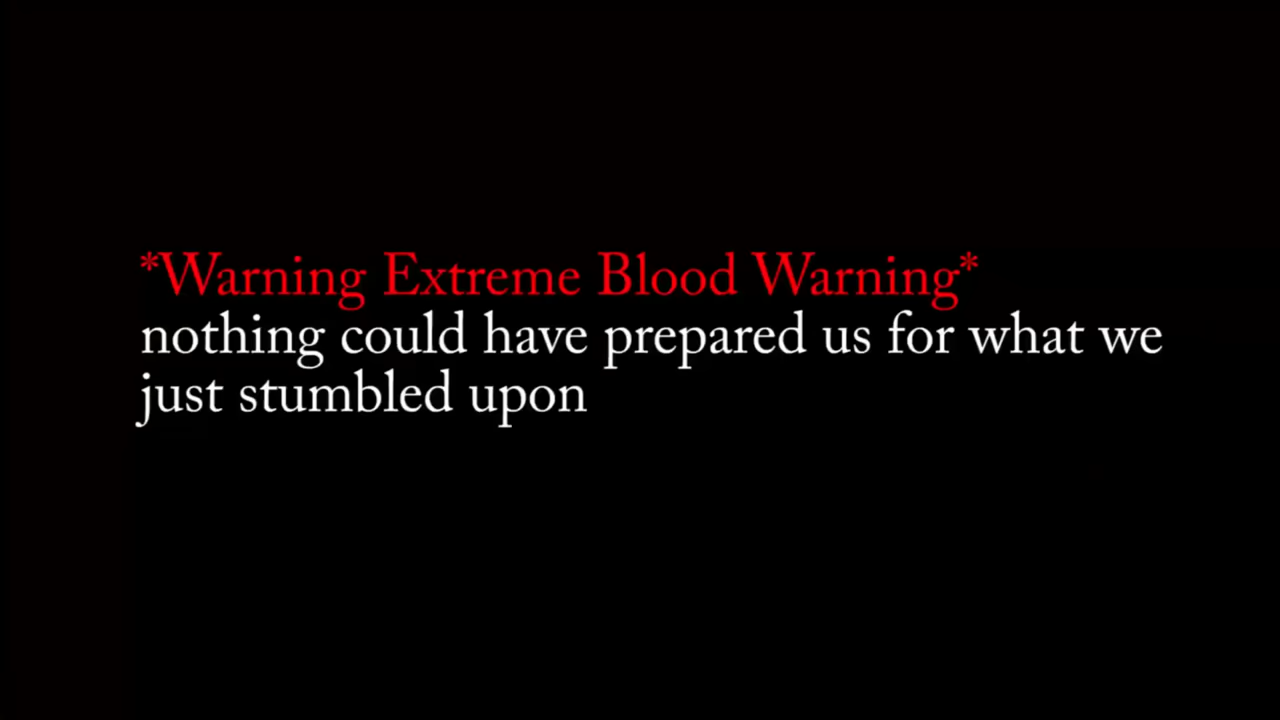 *Warning Extreme Blood Warning*
nothing could have prepared us for what we
just stumbled upon